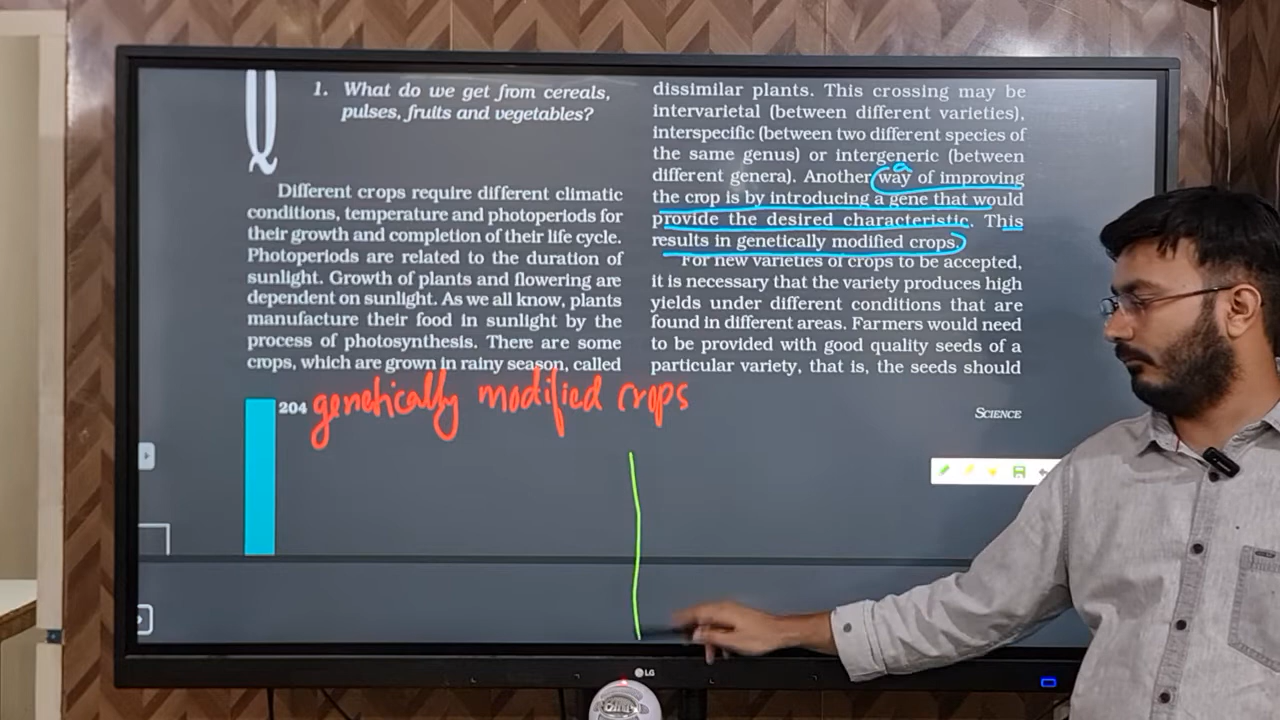 Q
1. What do we get from cereals,
pulses, fruits and vegetables?
Different crops require different climatic
conditions, temperature and photoperiods for
their growth and completion of their life cycle.
Photoperiods are related to the duration of
sunlight. Growth of plants and flowering are
dependent on sunlight. As we all know, plants
manufacture their food in sunlight by the
process of photosynthesis. There are some
crops, which are grown in rainy season, called
dissimilar plants. This crossing may be
intervarietal (between different varieties),
interspecific (between two different species of
the same genus) or intergeneric (between
different genera). Another way of improving
a
the crop is by introducing a gene that would
provide the desired characteristic. This
results in genetically modified crops.
For new varieties of crops to be accepted,
it is necessary that the variety produces high
yields under different conditions that are
found in different areas. Farmers would need
to be provided with good quality seeds of a
particular variety, that is, the seeds should
204
genetically modified crops
SCIENCE
LG